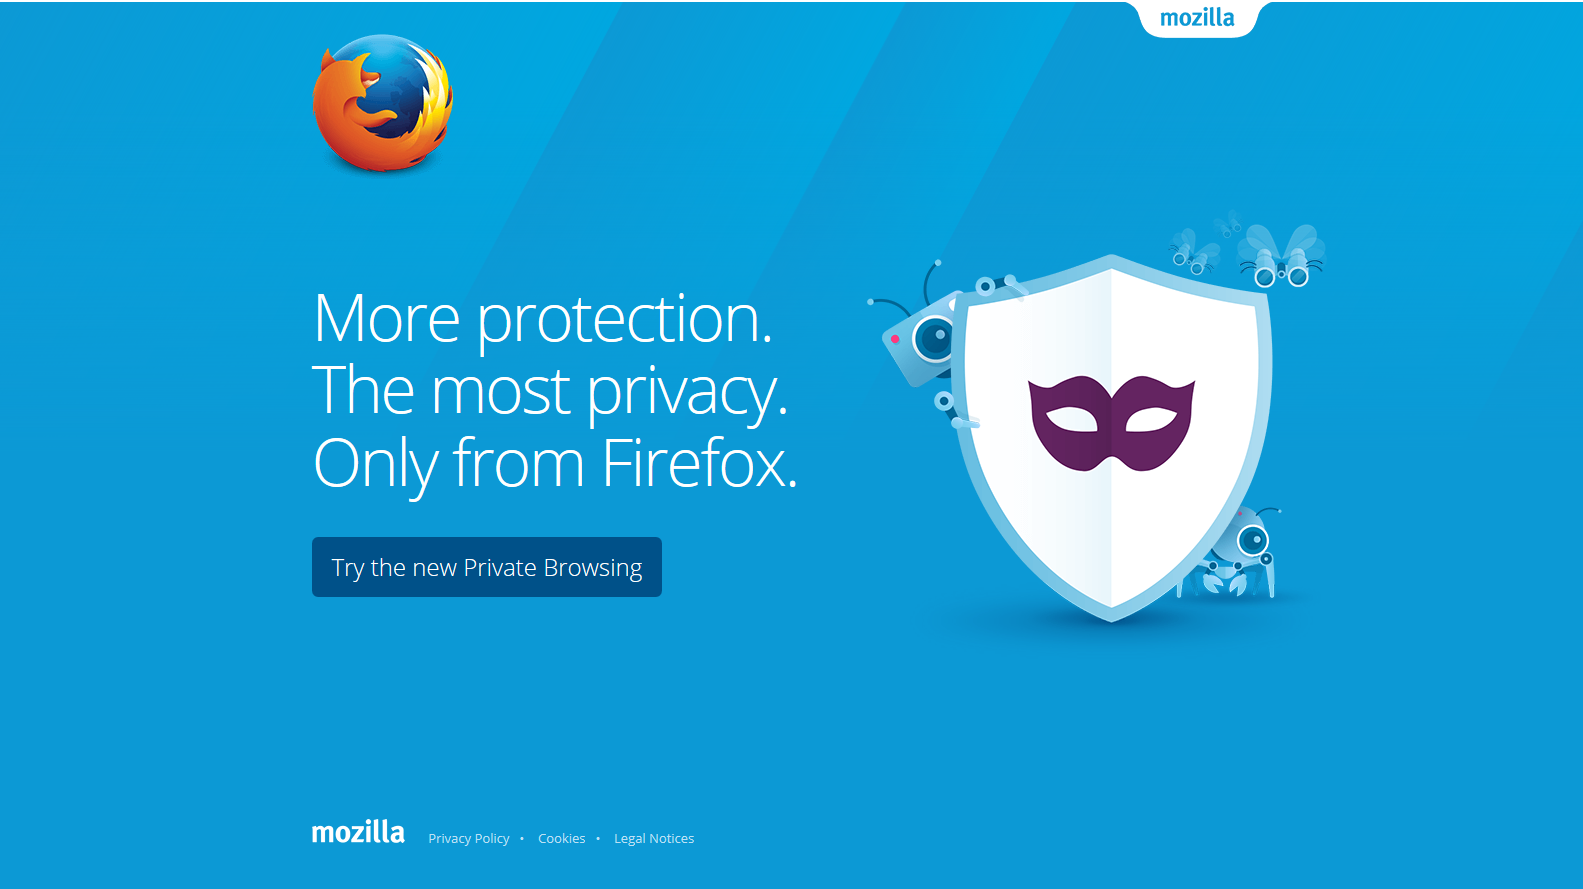 mozilla
More protection.
The most privacy.
Only from Firefox.
Try the new Private Browsing
mozilla
Privacy Policy • Cookies • Legal Notices